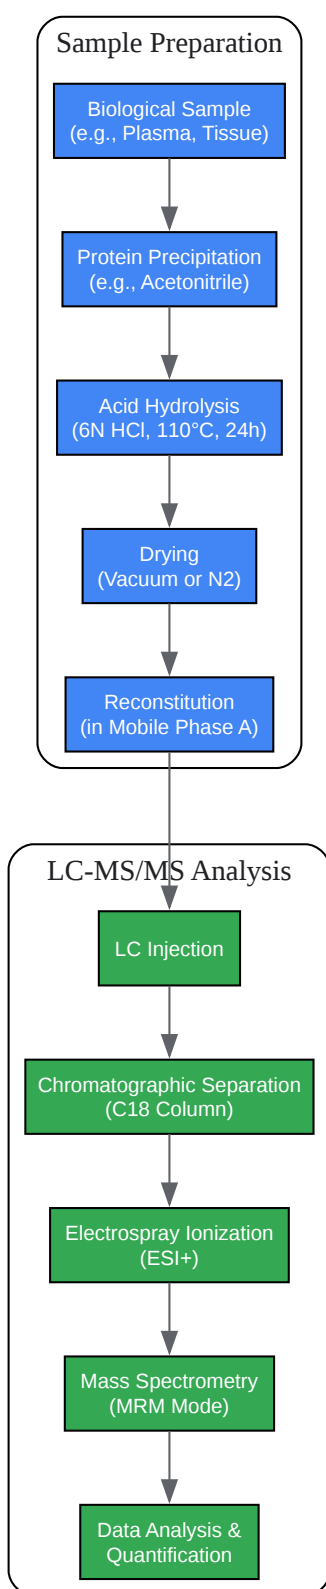 Sample Preparation
Biological Sample
(e.g., Plasma, Tissue)
Protein Precipitation
(e.g., Acetonitrile)
Acid Hydrolysis
(6N HCl, 110°C, 24h)
Drying
(Vacuum or N2)
Reconstitution
(in Mobile Phase A)
LC-MS/MS Analysis
LC Injection
Chromatographic Separation
(C18 Column)
Electrospray Ionization
(ESI+)
Mass Spectrometry
(MRM Mode)
Data Analysis &
Quantification